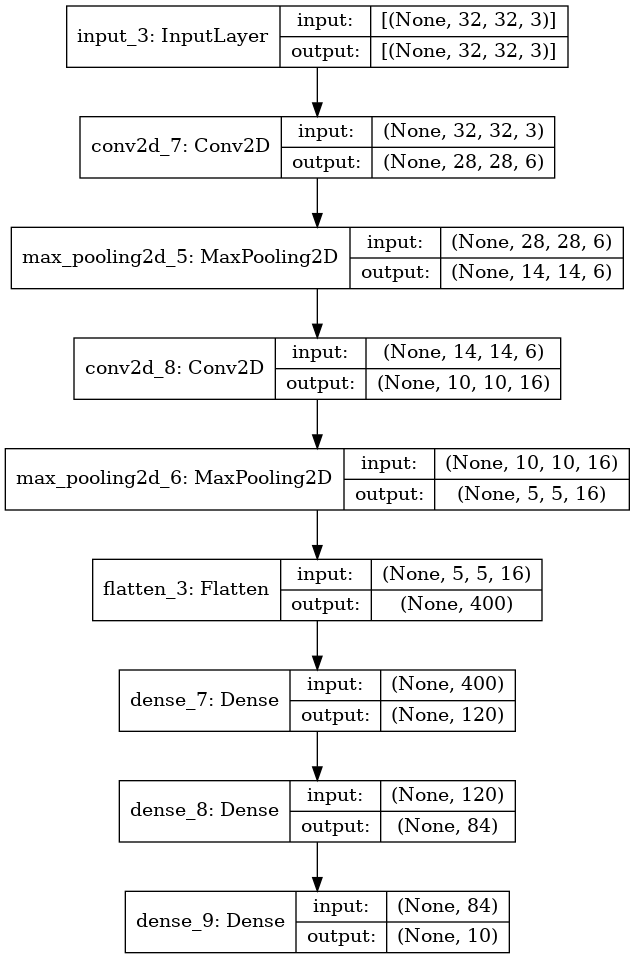 input_3: InputLayer
input: [(None, 32, 32, 3)]
output: [(None, 32, 32, 3)]
conv2d_7: Conv2D
input: (None, 32, 32, 3)
output: (None, 28, 28, 6)
max_pooling2d_5: MaxPooling2D
input: (None, 28, 28, 6)
output: (None, 14, 14, 6)
conv2d_8: Conv2D
input: (None, 14, 14, 6)
output: (None, 10, 10, 16)
max_pooling2d_6: MaxPooling2D
input: (None, 10, 10, 16)
output: (None, 5, 5, 16)
flatten_3: Flatten
input: (None, 5, 5, 16)
output: (None, 400)
dense_7: Dense
input: (None, 400)
output: (None, 120)
dense_8: Dense
input: (None, 120)
output: (None, 84)
dense_9: Dense
input: (None, 84)
output: (None, 10)